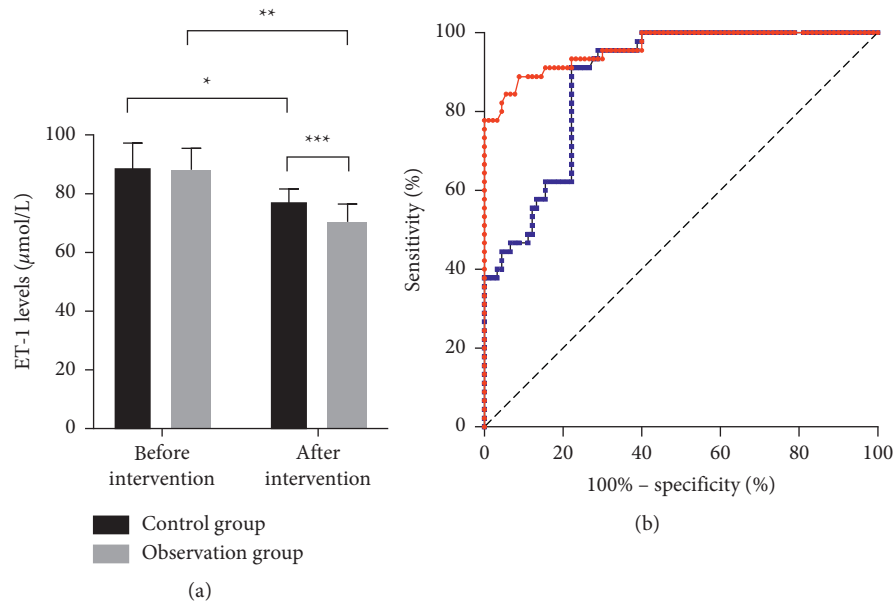 **
*
***
100
80
60
40
20
0
ET-1 levels (μmol/L)
Before
intervention
After
intervention
Control group
Observation group
(a)
100
80
60
40
20
0
Sensitivity (%)
0
20
40
60
80
100
100% – specificity (%)
(b)